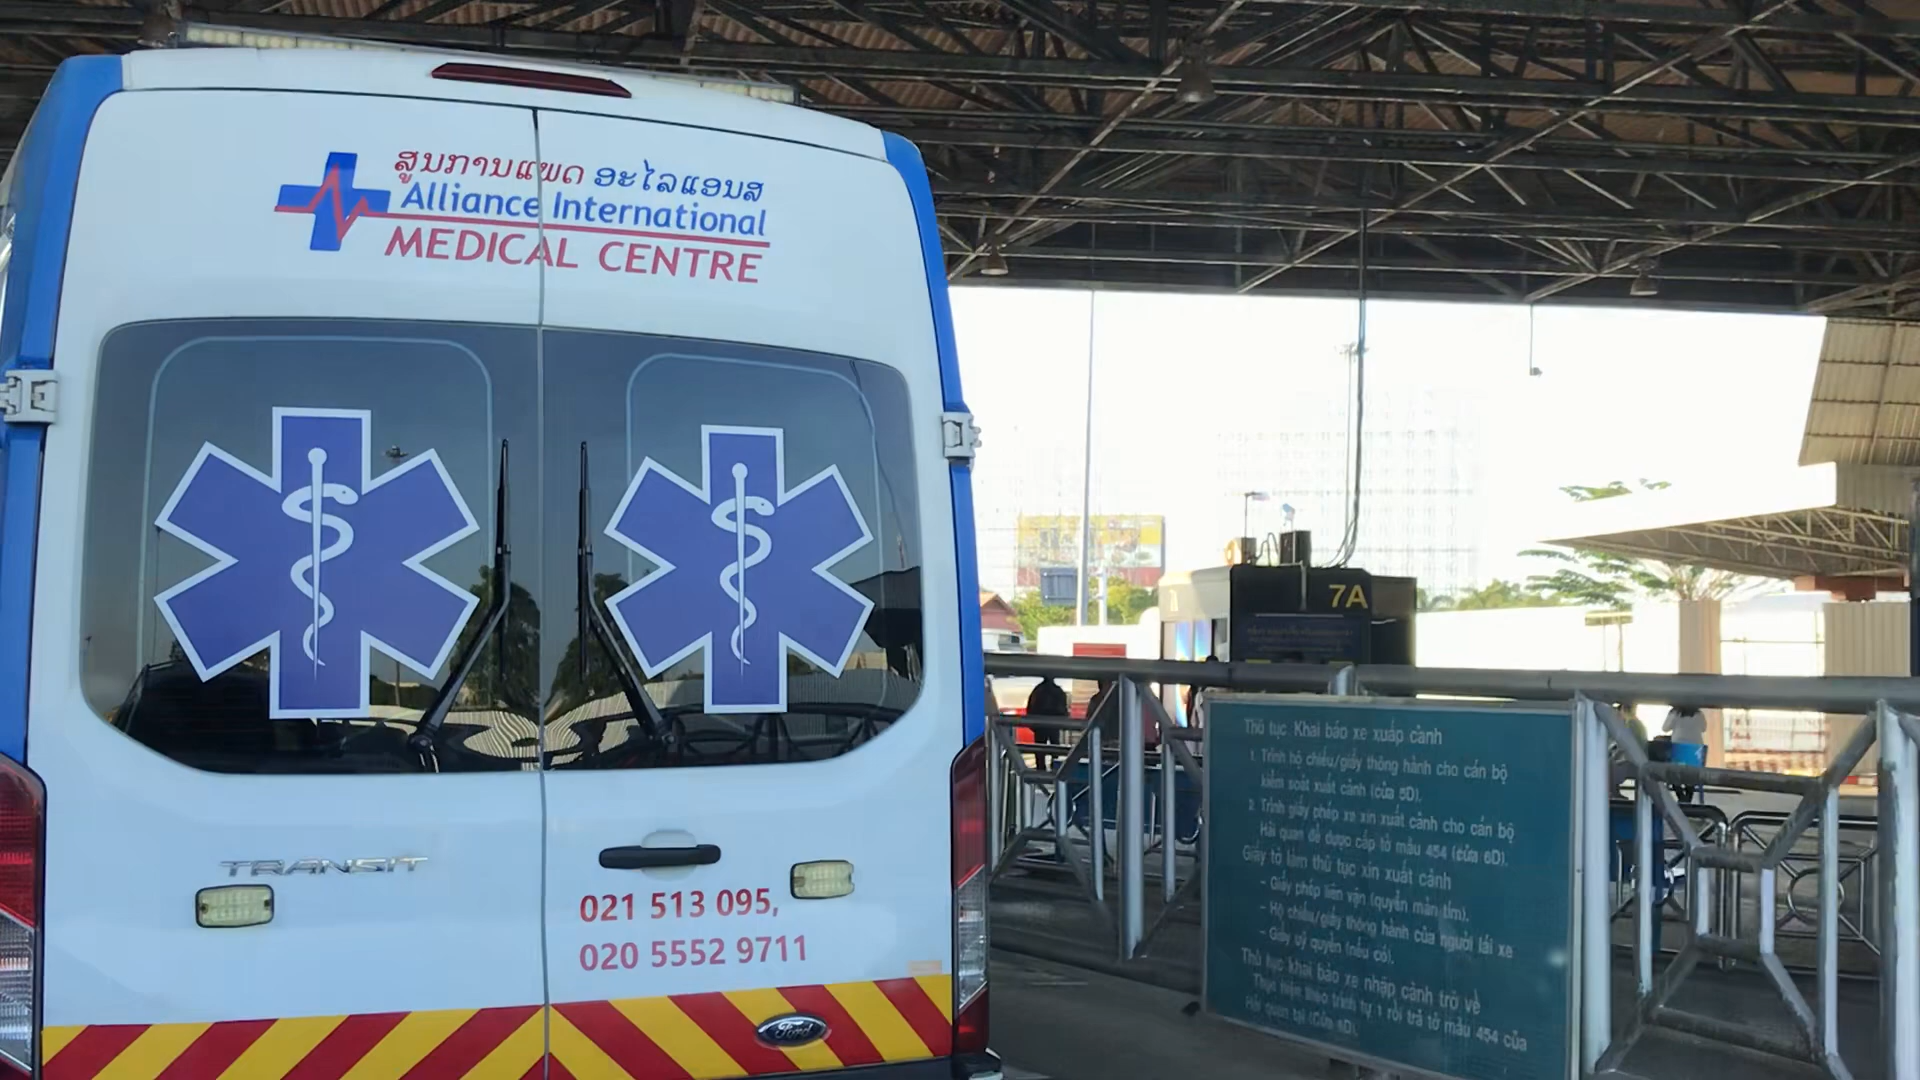 ສູນການແພດ ອະໄລແອນສ
Alliance International
MEDICAL CENTRE
TRANSIT
021 513 095,
020 5552 9711
Ford
7A
Thủ tục Khai báo xe xuấp cảnh
1. Trình hộ chiếu/giấy thông hành cho cán bộ
kiểm soát xuất cảnh (cửa 5D).
2. Trình giấy phép xe xin xuất cảnh cho cán bộ
Hải quan để được cấp tờ mẫu 454 (cửa 6D).
Giấy tờ làm thủ tục xin xuất cảnh
- Giấy phép liên vận (quyển màn tím).
- Hộ chiếu/giấy thông hành của người lái xe
- Giấy uỷ quyền (nếu có).
Thủ tục khai báo xe nhập cảnh trở về
Thực hiện theo trình tự 1 rồi trả tờ mẫu 454 của
Hải quan tại (Cửa 6D).